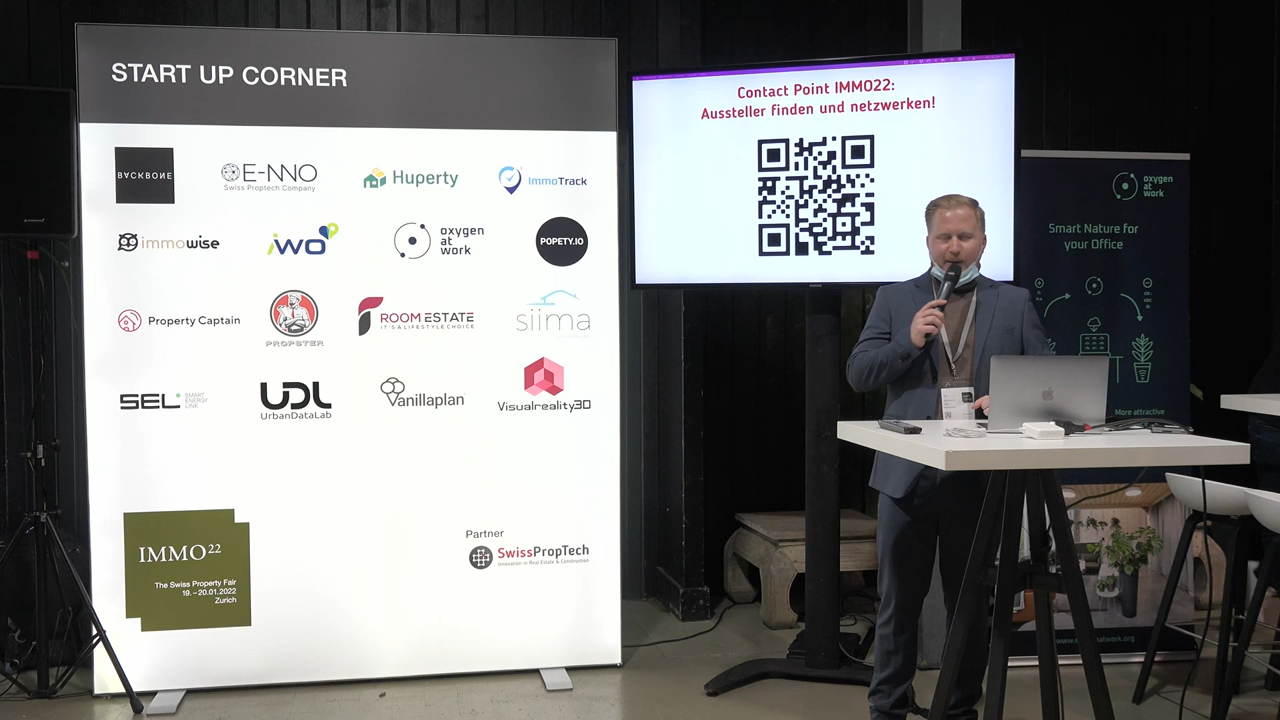 START UP CORNER
BACKBONE
E-NNO
Swiss Proptech Company
Huperty
ImmoTrack
immowise
iwo
oxygen
at
work
POPETY.IO
Property Captain
PROPSTER
ROOMESTATE
IT'S A LIFESTYLE CHOICE
siima
SEL
SMART
ENERGY
LINK
UDL
UrbanDataLab
Vanillaplan
Visualreality3D
IMMO22
The Swiss Property Fair
19. – 20.01.2022
Zurich
Partner
SwissPropTech
Innovation in Real Estate & Construction
Contact Point IMMO22:
Aussteller finden und netzwerken!
oxygen
at
work
Smart Nature for
your Office
More attractive